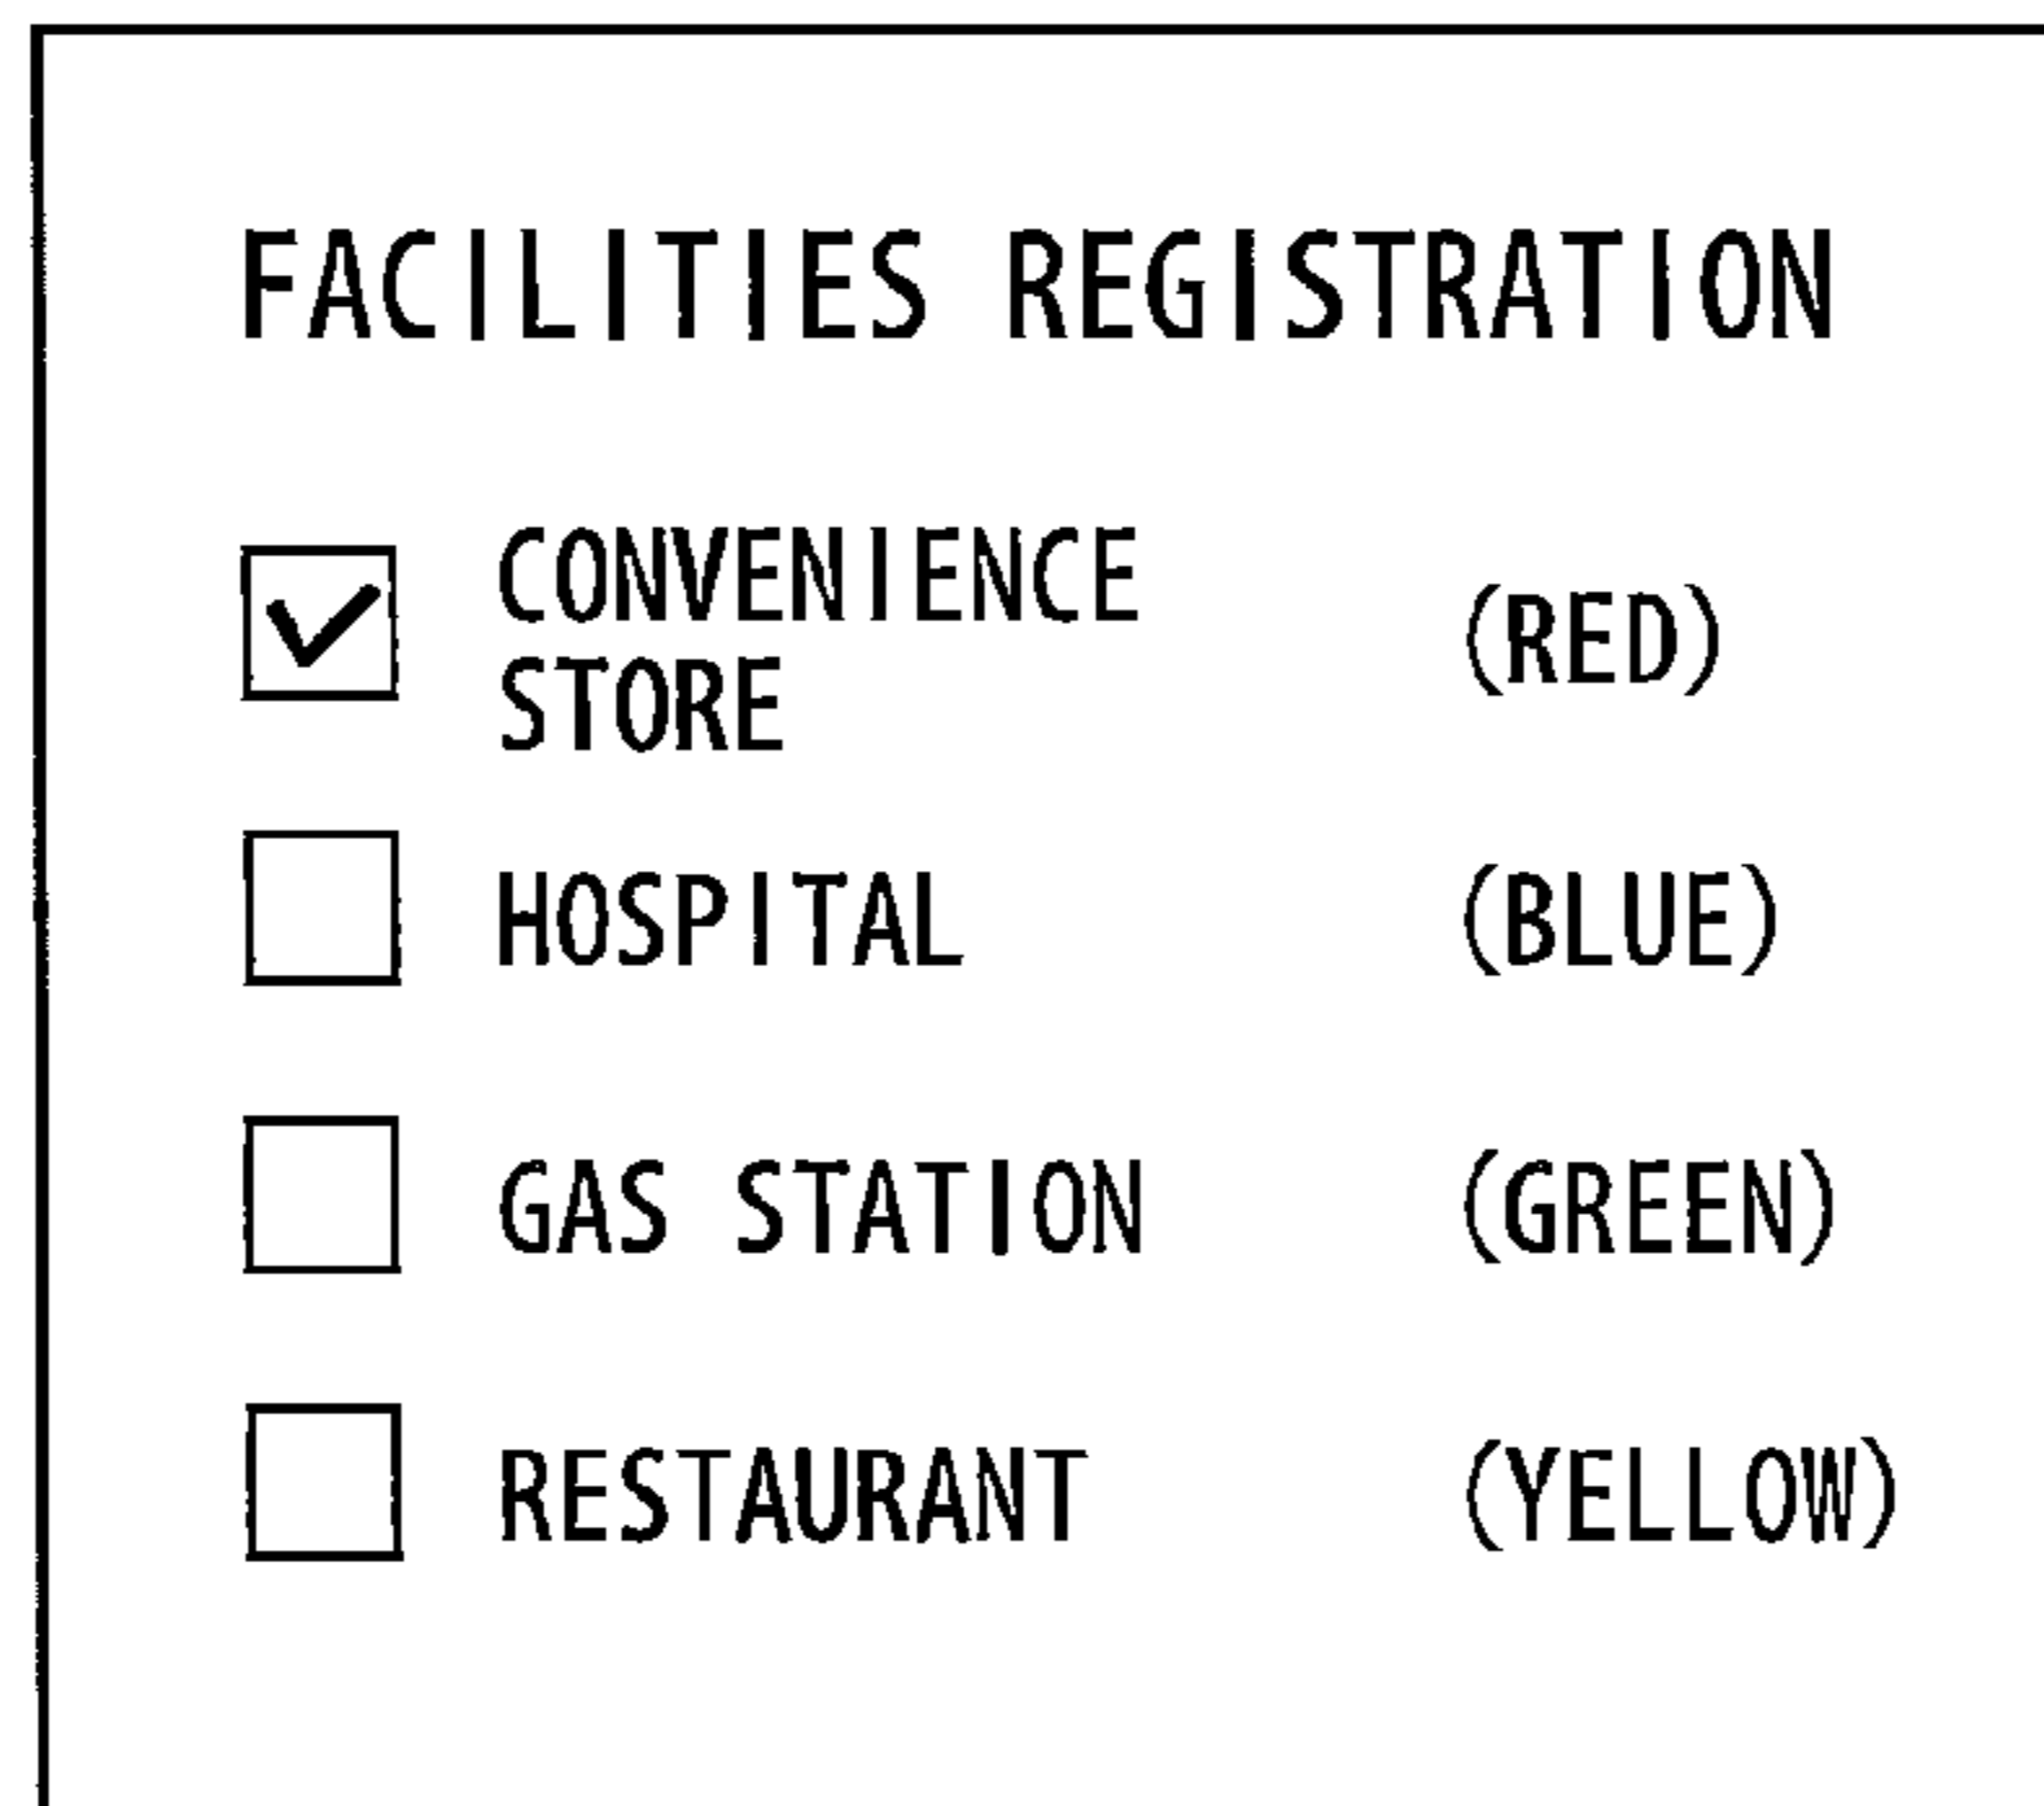 FACILITIES REGISTRATION
CONVENIENCE
STORE
(RED)
HOSPITAL (BLUE)
GAS STATION (GREEN)
RESTAURANT (YELLOW)